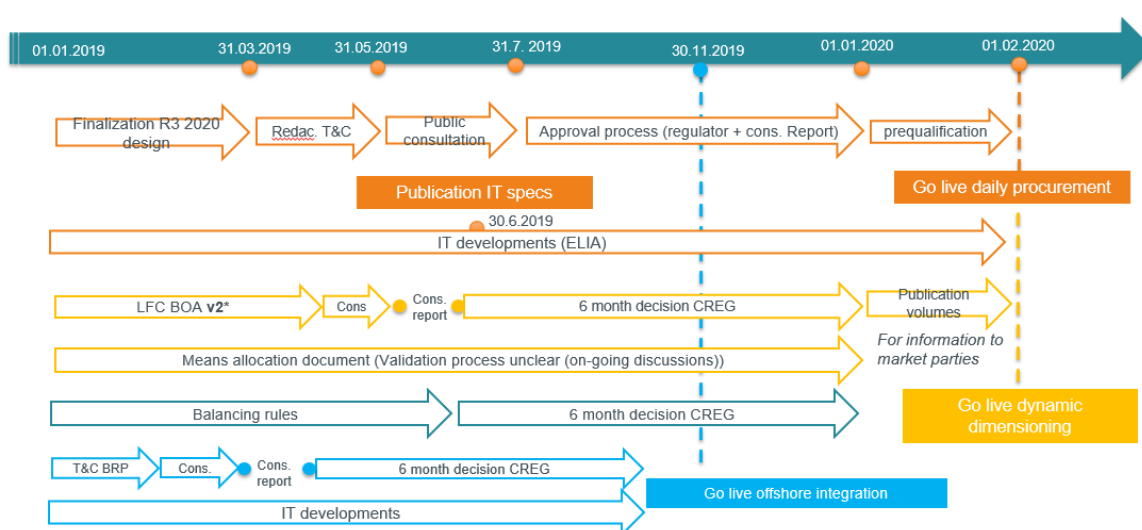 01.01.2019
31.03.2019
31.05.2019
31.7. 2019
30.11.2019
01.01.2020
01.02.2020
Finalization R3 2020
design
Redac. T&C
Public
consultation
Approval process (regulator + cons. Report)
prequalification
Publication IT specs
Go live daily procurement
30.6.2019
IT developments (ELIA)
LFC BOA v2*
Cons
Cons.
report
6 month decision CREG
Publication
volumes
For information to
market parties
Means allocation document (Validation process unclear (on-going discussions))
Balancing rules
6 month decision CREG
Go live dynamic
dimensioning
T&C BRP
Cons.
Cons.
report
6 month decision CREG
Go live offshore integration
IT developments